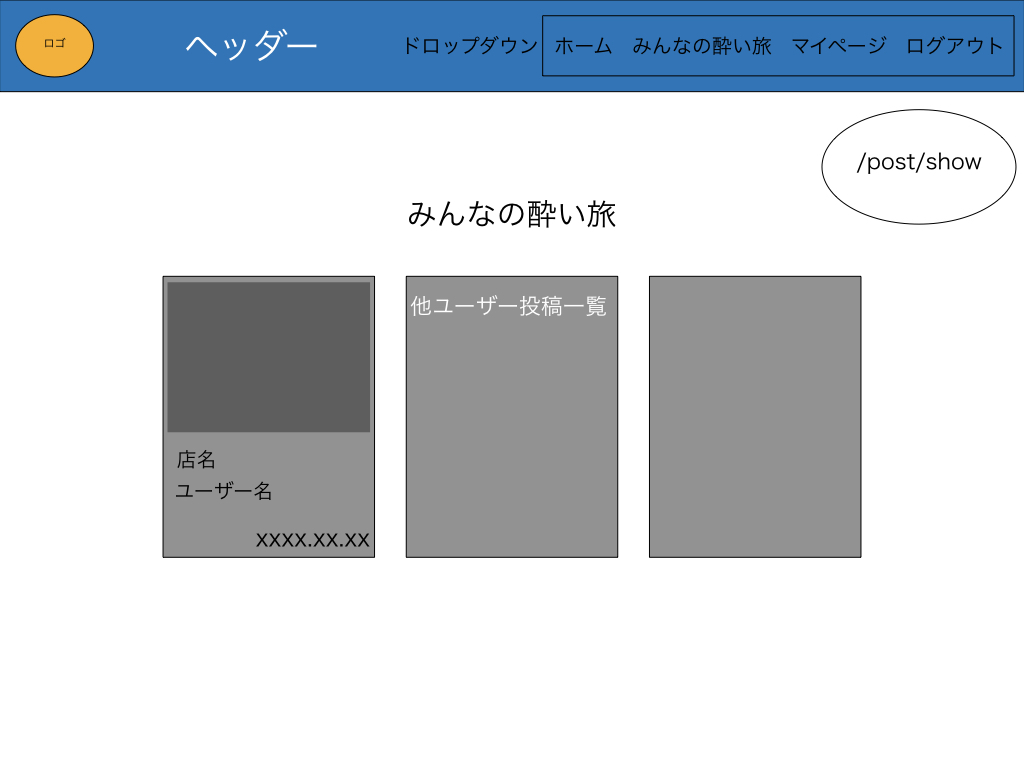 ロゴ
ヘッダー
ドロップダウン
ホーム みんなの酔い旅 マイページ ログアウト
/post/show
みんなの酔い旅
他ユーザー投稿一覧
店名
ユーザー名
xxxx.xx.xx